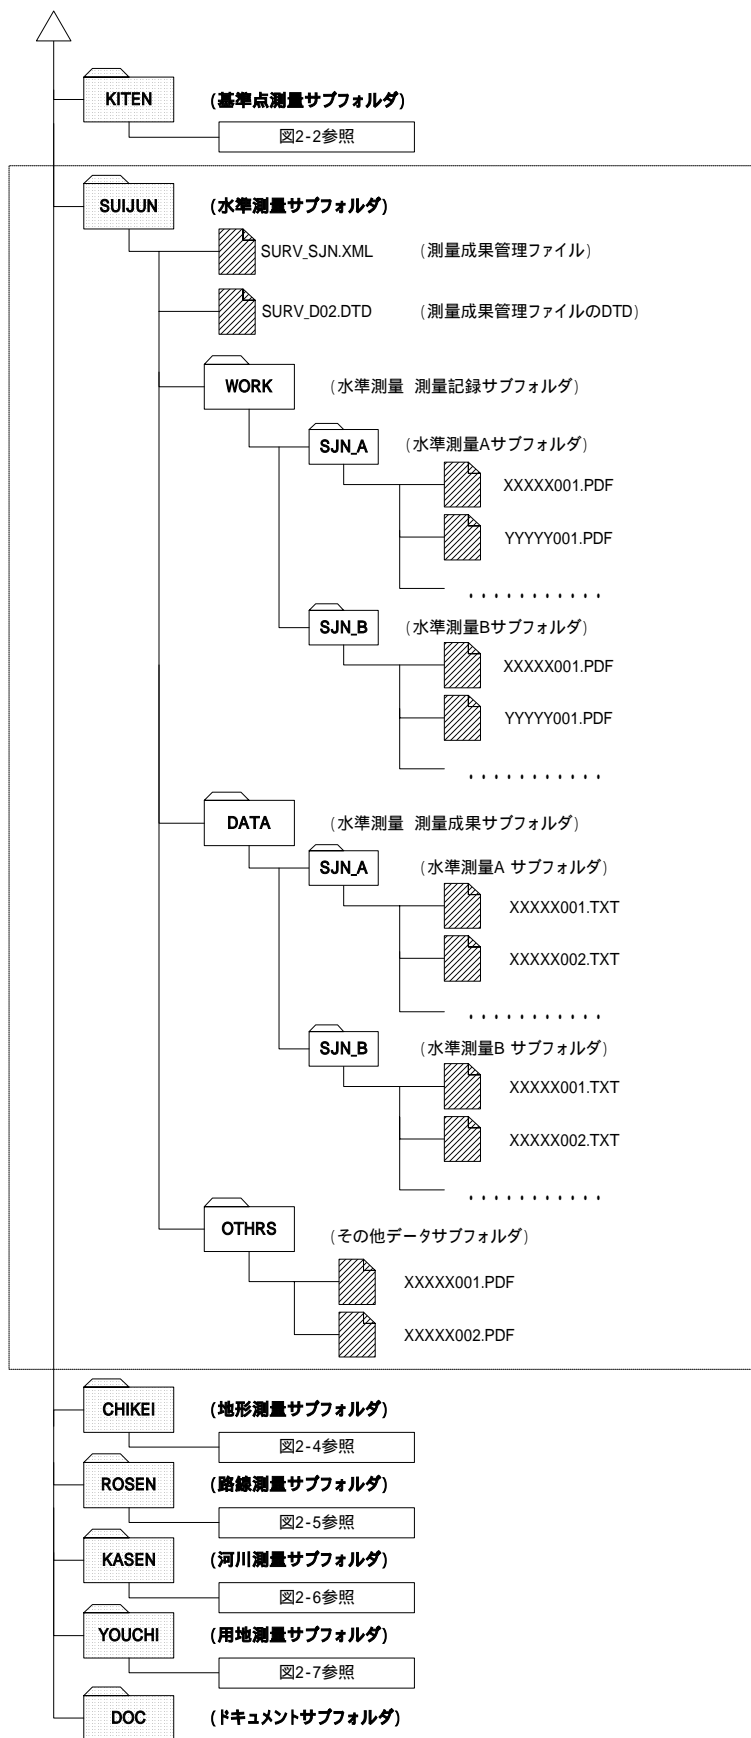 KITEN (基準点測量サブフォルダ)
図2-2参照
SUIJUN (水準測量サブフォルダ)
SURV_SJN.XML (測量成果管理ファイル)
SURV_D02.DTD (測量成果管理ファイルのDTD)
WORK (水準測量 測量記録サブフォルダ)
SJN_A (水準測量Aサブフォルダ)
XXXXX001.PDF
YYYYY001.PDF
...........
SJN_B (水準測量Bサブフォルダ)
XXXXX001.PDF
YYYYY001.PDF
...........
DATA (水準測量 測量成果サブフォルダ)
SJN_A (水準測量A サブフォルダ)
XXXXX001.TXT
XXXXX002.TXT
...........
SJN_B (水準測量B サブフォルダ)
XXXXX001.TXT
XXXXX002.TXT
...........
OTHRS (その他データサブフォルダ)
XXXXX001.PDF
XXXXX002.PDF
CHIKEI (地形測量サブフォルダ)
図2-4参照
ROSEN (路線測量サブフォルダ)
図2-5参照
KASEN (河川測量サブフォルダ)
図2-6参照
YOUCHI (用地測量サブフォルダ)
図2-7参照
DOC (ドキュメントサブフォルダ)